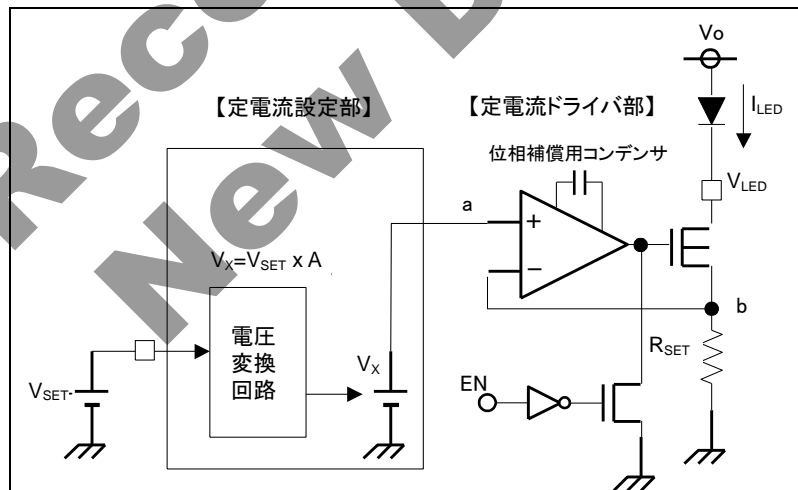 Reco
New D
Vo
【定電流設定部】
【定電流ドライバ部】
ILED
位相補償用コンデンサ
VLED
a
+
VX=VSET x A
−
電圧
変換
回路
b
RSET
VX
EN
VSET-